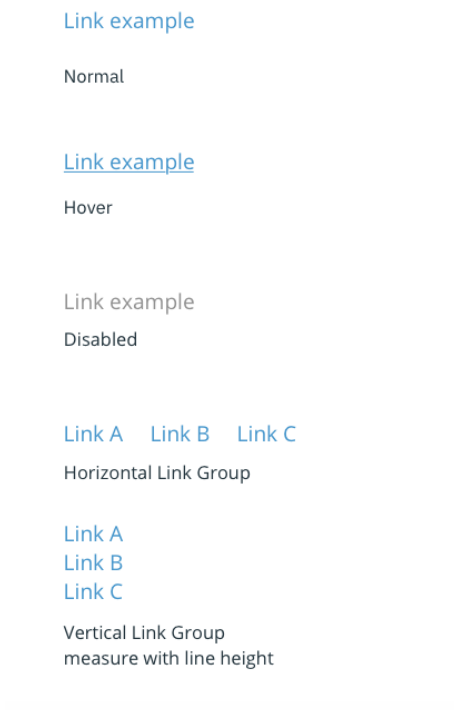 Link example
Normal
Link example
Hover
Link example
Disabled
Link A Link B Link C
Horizontal Link Group
Link A
Link B
Link C
Vertical Link Group
measure with line height